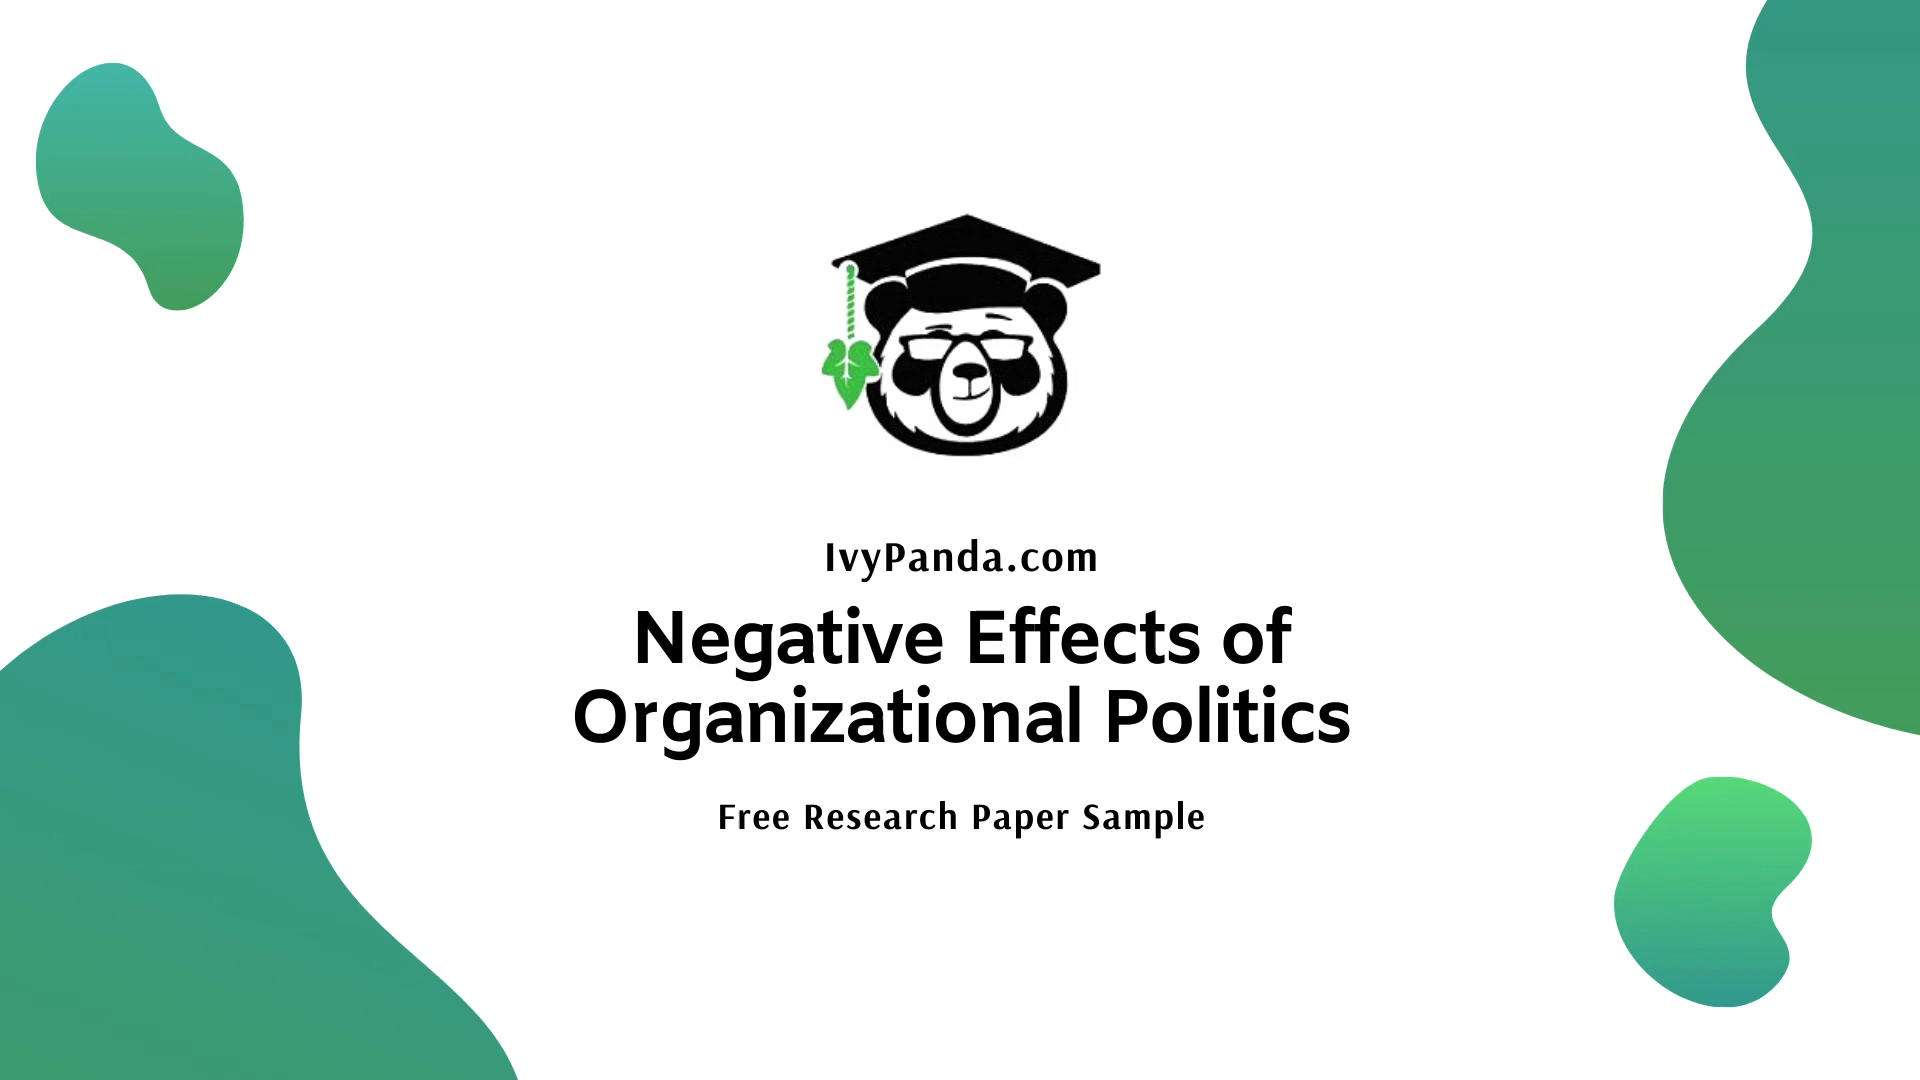 IvyPanda.com
Negative Effects of
Organizational Politics
Free Research Paper Sample